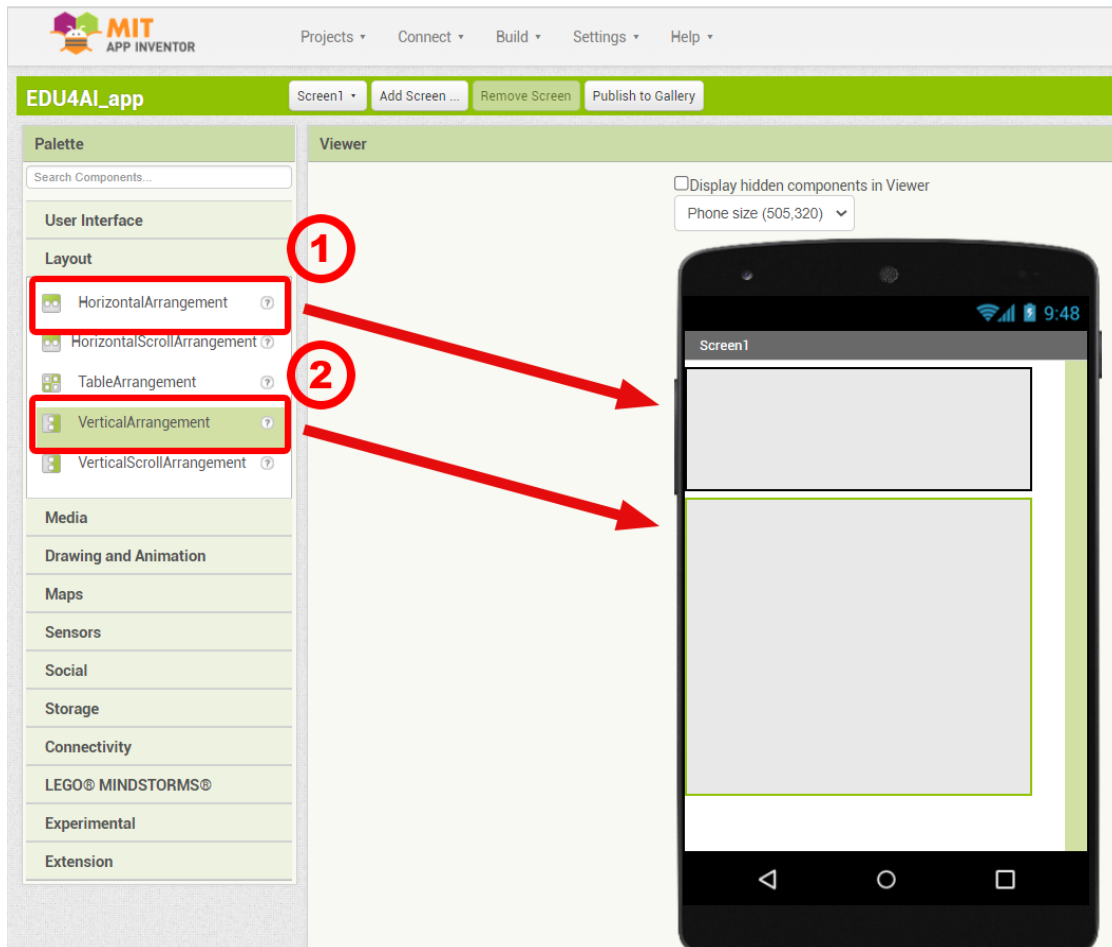 MIT
APP INVENTOR
Projects Connect Build Settings Help
EDU4AI_app
Screen1 Add Screen ... Remove Screen Publish to Gallery
Palette
Viewer
Search Components...
Display hidden components in Viewer
Phone size (505,320)
User Interface
Layout
1
HorizontalArrangement ?
HorizontalScrollArrangement ?
2
TableArrangement ?
VerticalArrangement ?
VerticalScrollArrangement ?
Media
Drawing and Animation
Maps
Sensors
Social
Storage
Connectivity
LEGO® MINDSTORMS®
Experimental
Extension
9:48
Screen1